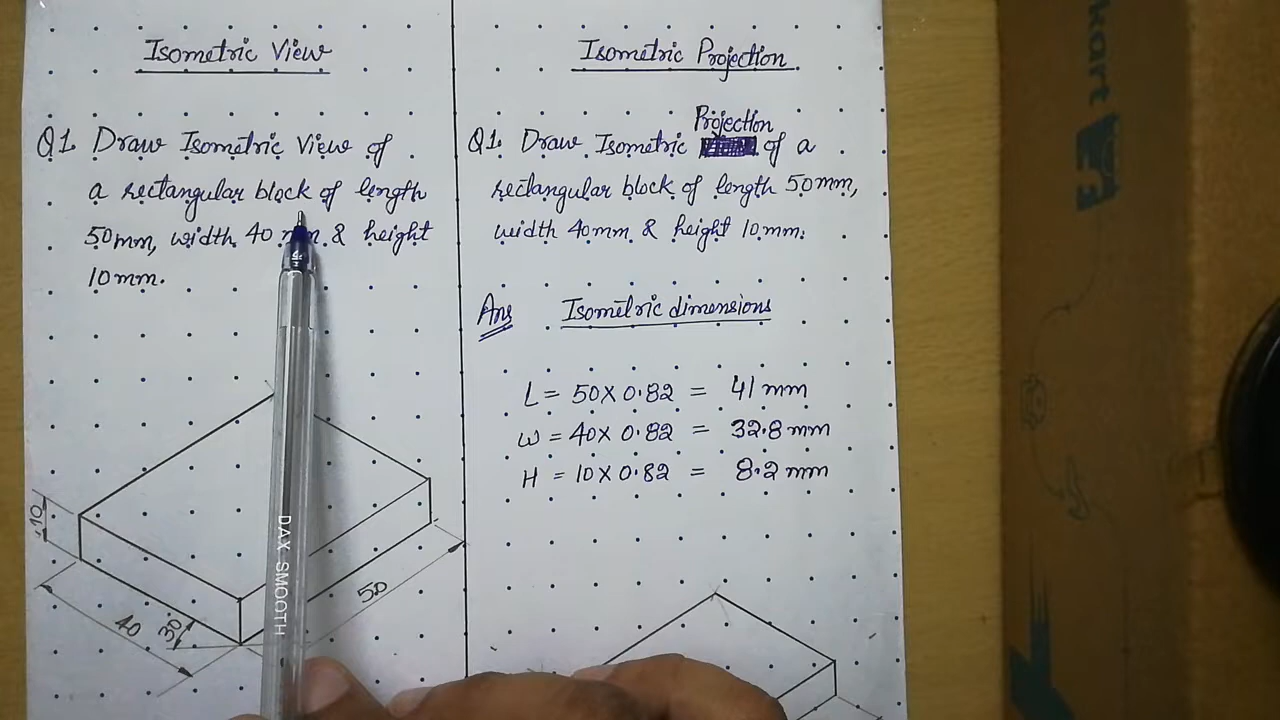 Isometric View
Q1. Draw Isometric View of
a rectangular block of length
50mm, width 40 mm & height
10mm.
10
40
30
50
DAX SMOOTH
Isometric Projection
Projection
Q1. Draw Isometric of a
rectangular block of length 50mm,
width 40mm & height 10mm.
Ans Isometric dimensions
L = 50 X 0.82 = 41 mm
W = 40 X 0.82 = 32.8 mm
H = 10 X 0.82 = 8.2 mm
kart